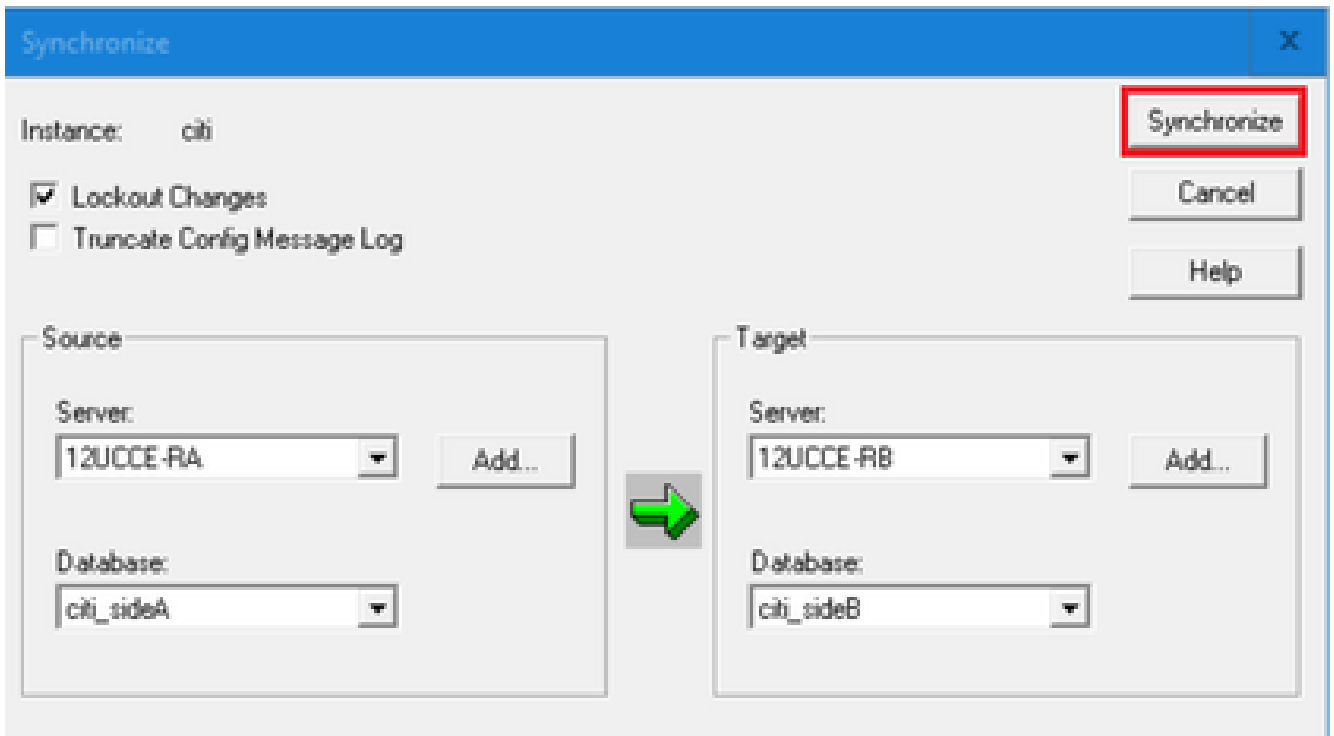 Synchronize x
Instance: citi Synchronize
Lockout Changes Cancel
Truncate Config Message Log
Help
Source Target
Server: Server:
12UCCE-RA Add... 12UCCE-RB Add...
Database: Database:
citi_sideA citi_sideB